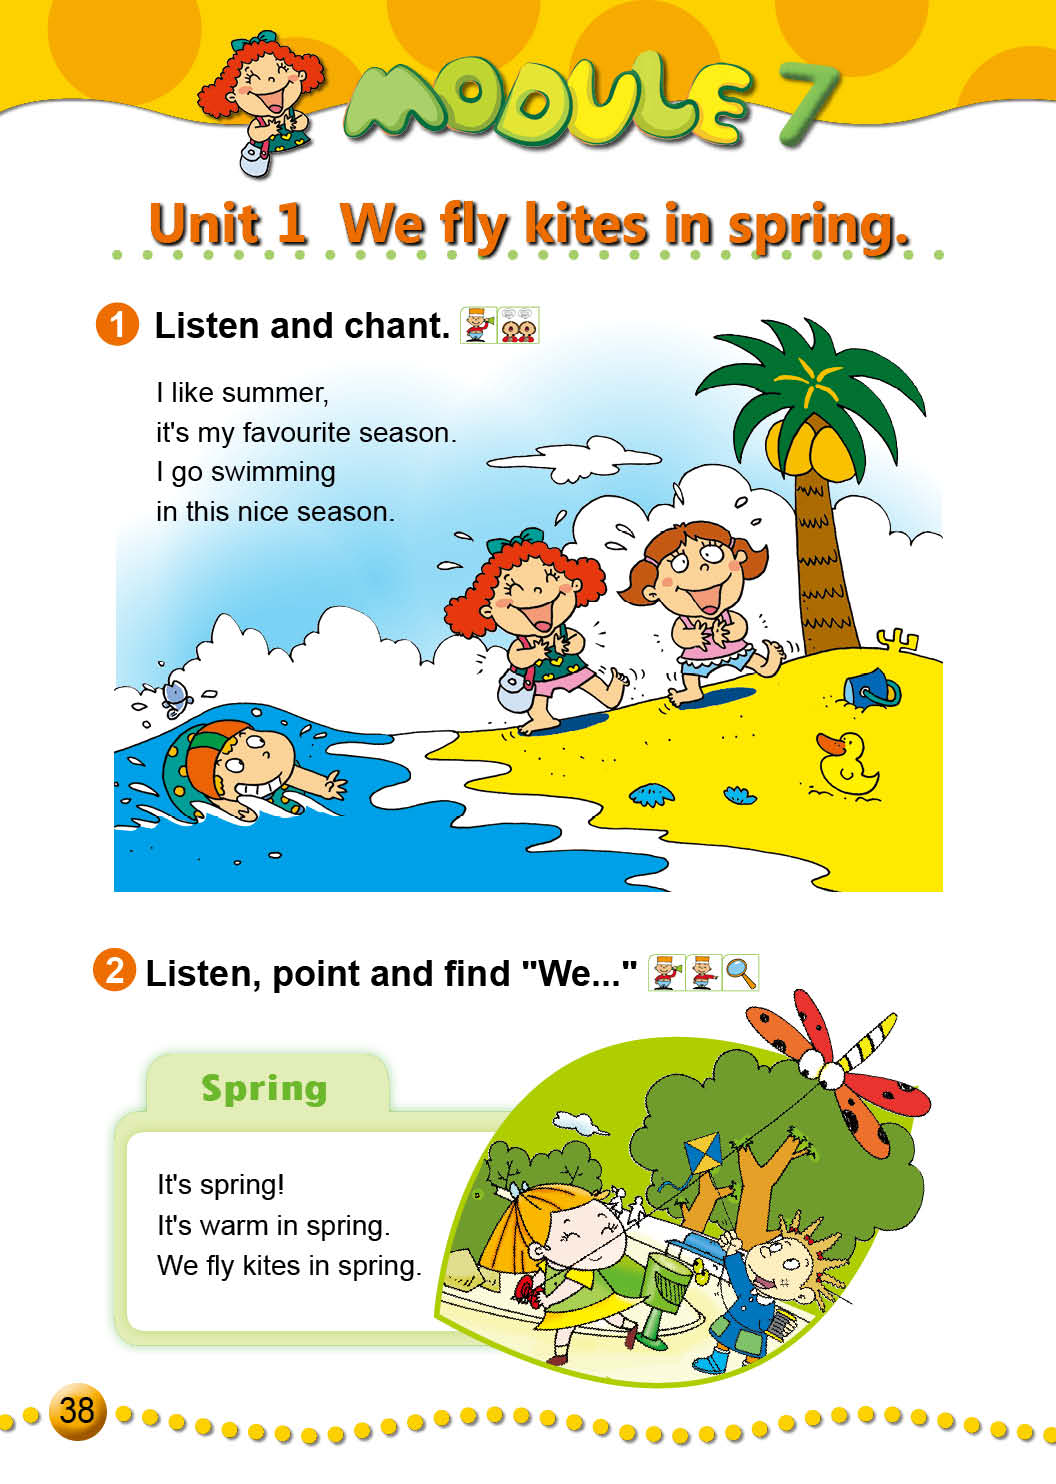 MODULE 7
Unit 1 We fly kites in spring.
1 Listen and chant.
I like summer,
it's my favourite season.
I go swimming
in this nice season.
2 Listen, point and find "We..."
Spring
It's spring!
It's warm in spring.
We fly kites in spring.
38